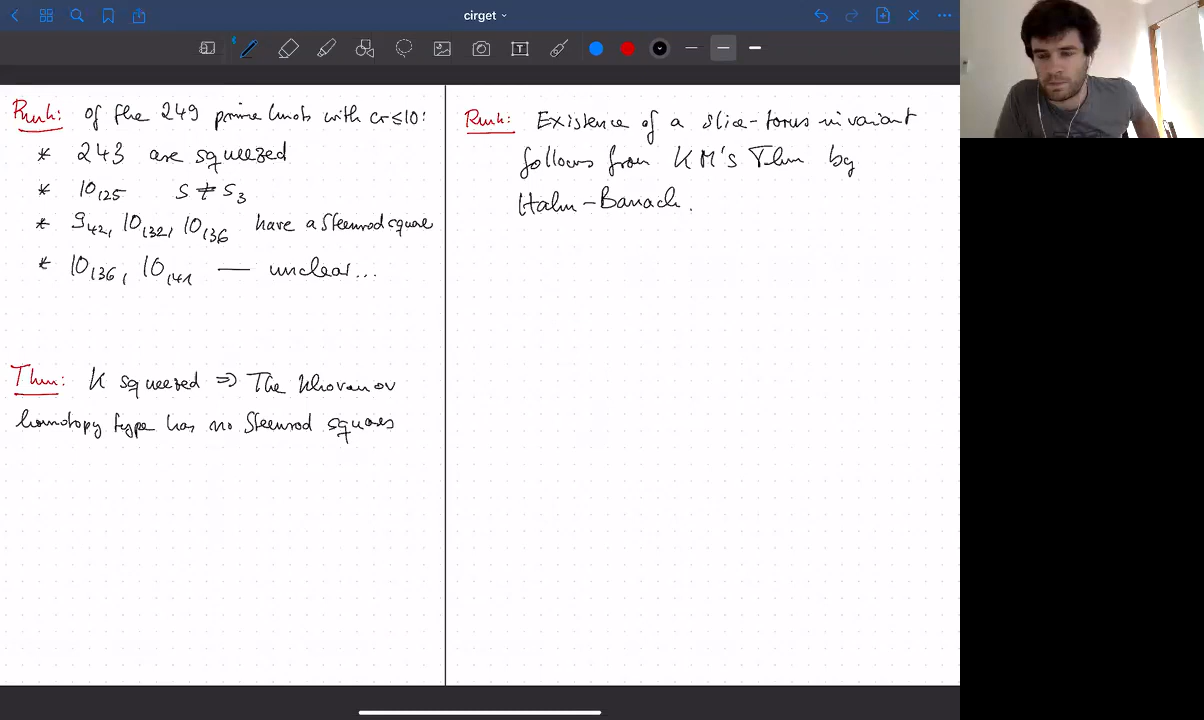 cirget
Rmk: of the 249 prime knots with cr ≤ 10:
* 243 are squeezed
* 10₁₂₅ s ≠ s₃
* 9₄₂, 10₁₃₂, 10₁₃₆ have a Steenrod square
* 10₁₃₆, 10₁₄₁ — unclear...
Thm: K squeezed ⇒ The Khovanov
homotopy type has no Steenrod squares
Rmk: Existence of a slice-torus invariant
follows from KM's Thm by
Hahn-Banach.